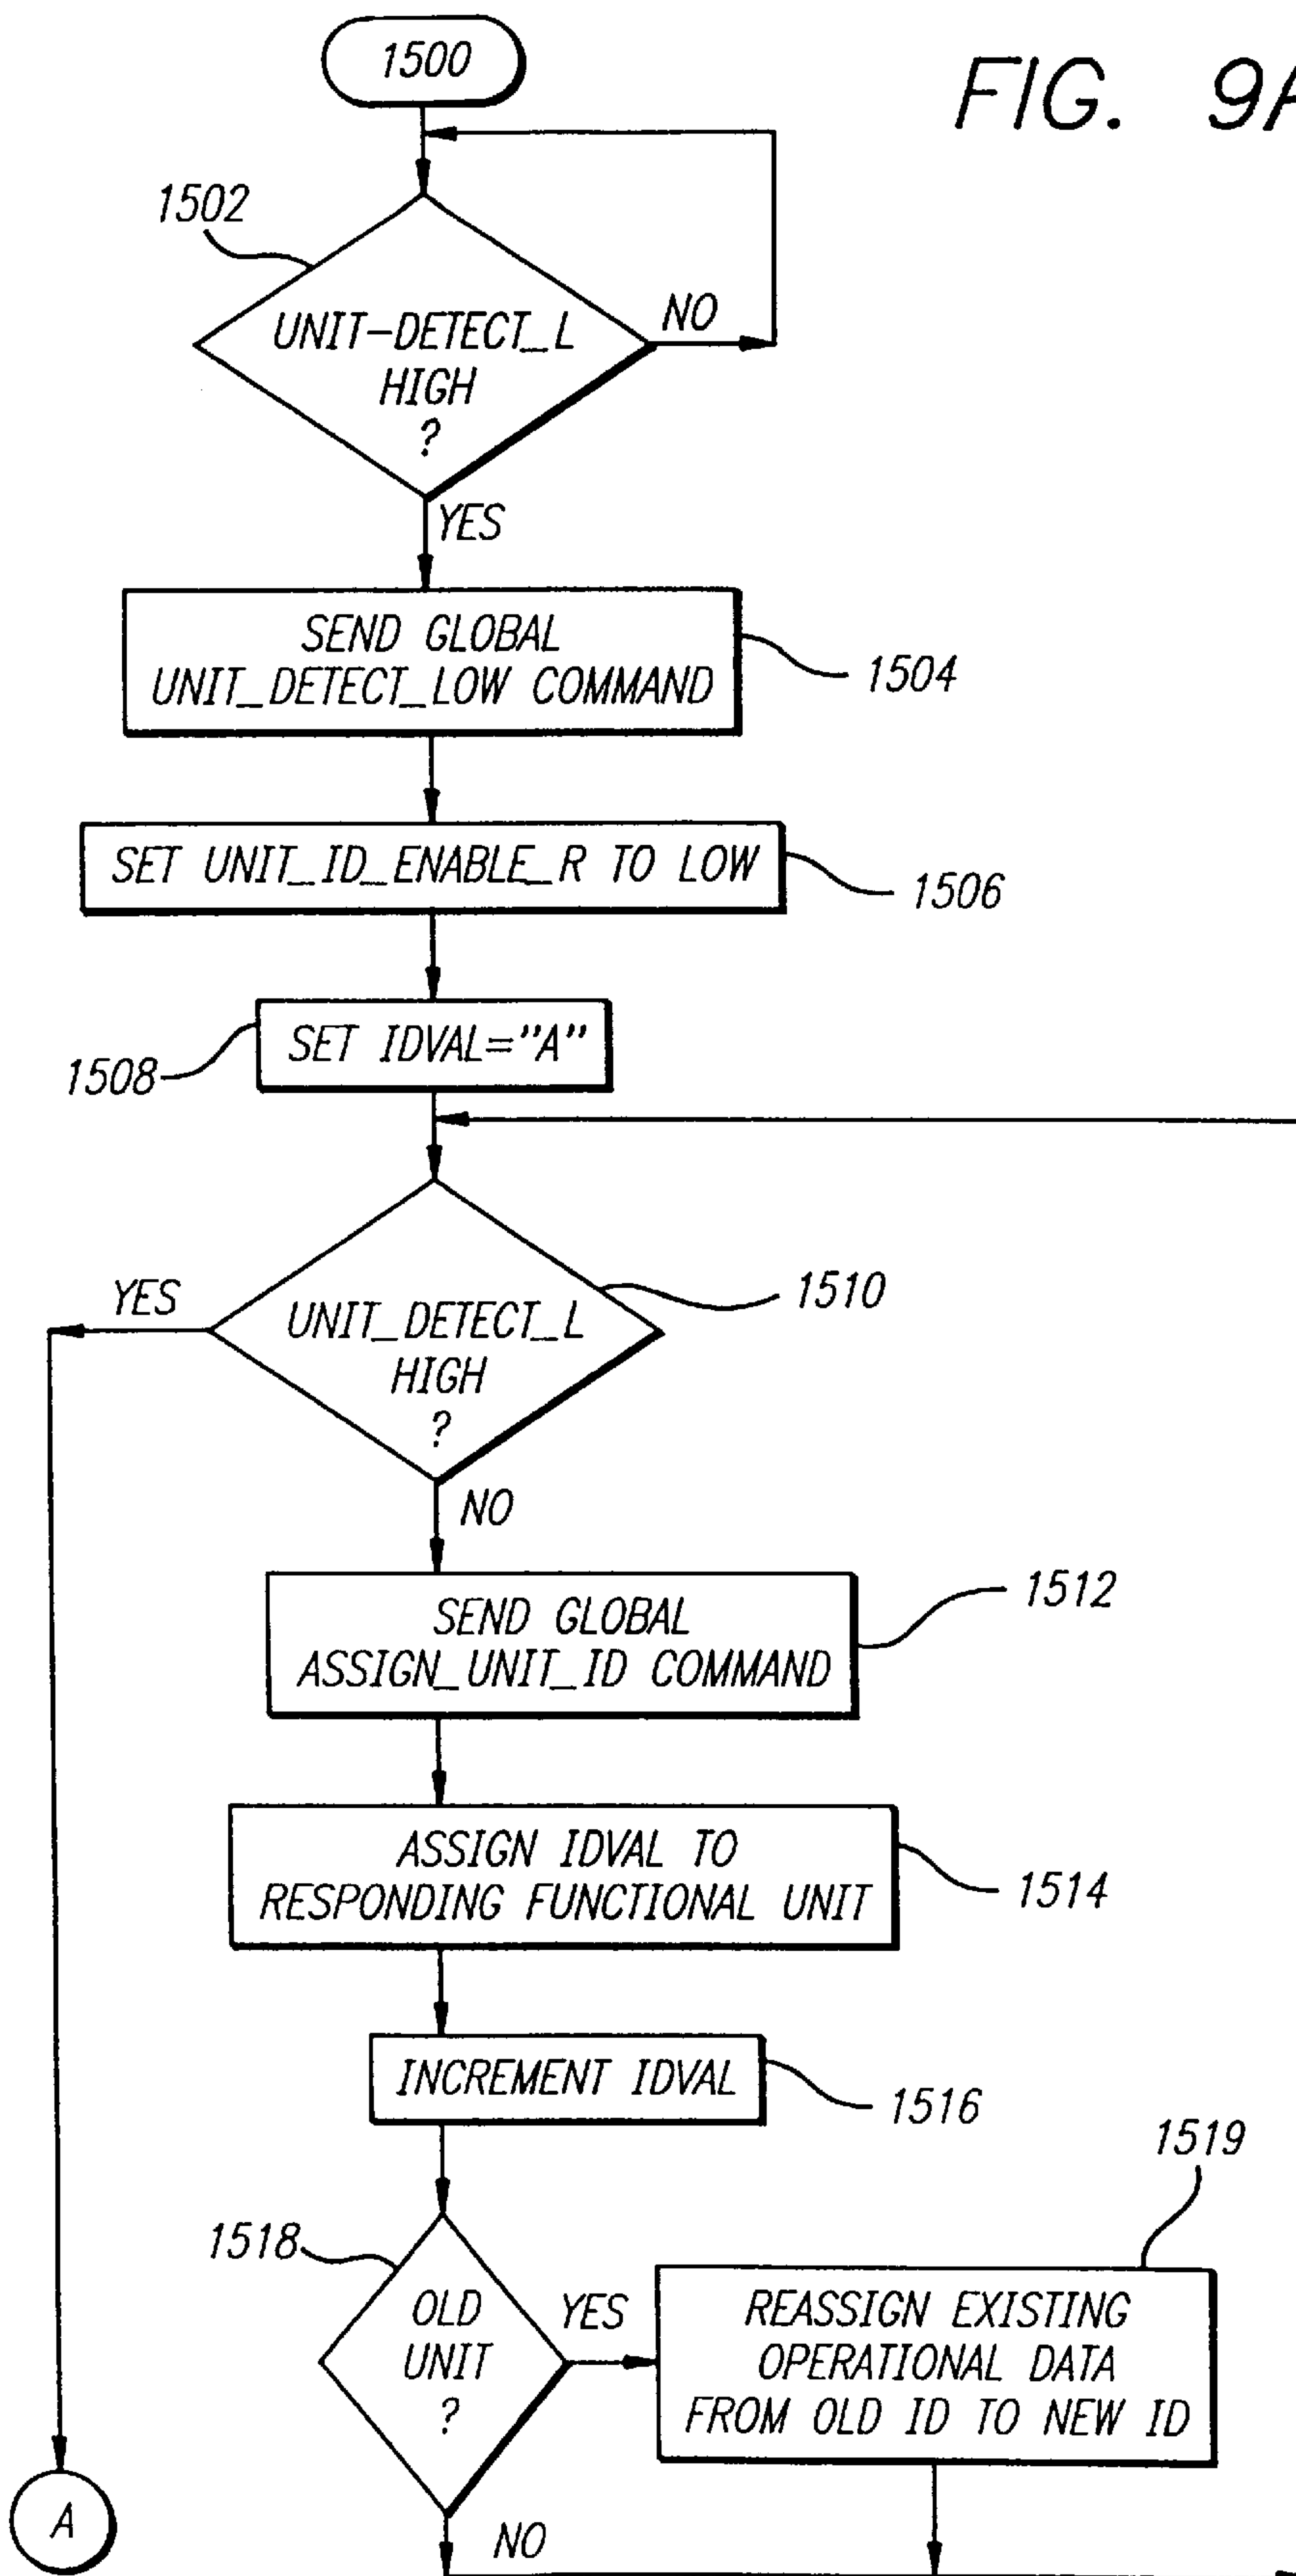 1500
FIG. 9A
1502
UNIT-DETECT_L
HIGH
?
NO
YES
SEND GLOBAL
UNIT_DETECT_LOW COMMAND
1504
SET UNIT_ID_ENABLE_R TO LOW
1506
SET IDVAL="A"
1508
YES
UNIT_DETECT_L
HIGH
?
1510
NO
SEND GLOBAL
ASSIGN_UNIT_ID COMMAND
1512
ASSIGN IDVAL TO
RESPONDING FUNCTIONAL UNIT
1514
INCREMENT IDVAL
1516
1519
1518
OLD
UNIT
?
YES
REASSIGN EXISTING
OPERATIONAL DATA
FROM OLD ID TO NEW ID
A
NO